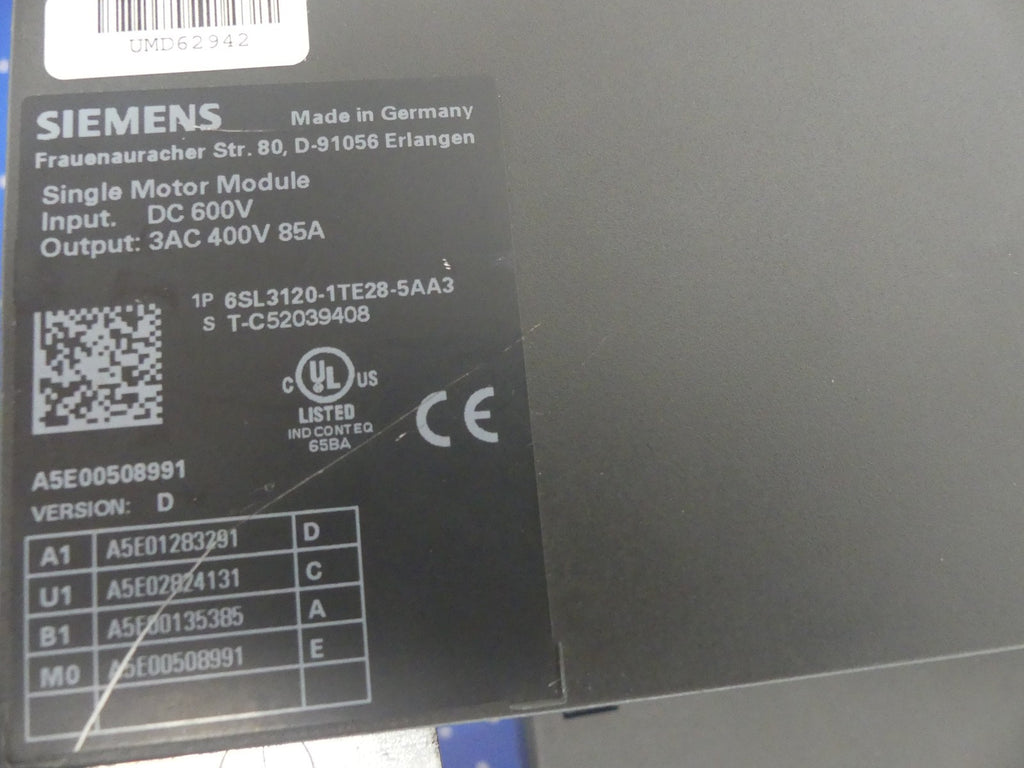 UMD62942
SIEMENS Made in Germany
Frauenauracher Str. 80, D-91056 Erlangen
Single Motor Module
Input. DC 600V
Output: 3AC 400V 85A
1P 6SL3120-1TE28-5AA3
S T-C52039408
C UL US
LISTED
IND CONT EQ
65BA
CE
A5E00508991
VERSION: D
A1 A5E01283291 D
U1 A5E02824131 C
B1 A5E00135385 A
M0 A5E00508991 E